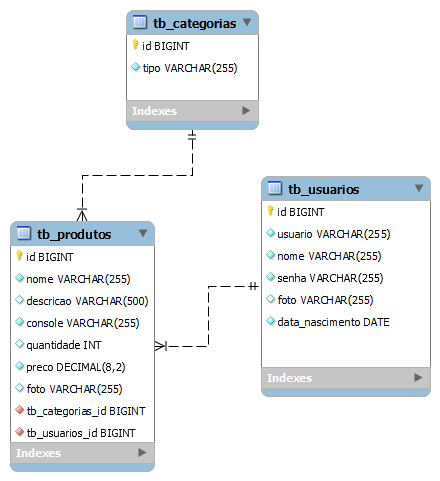 tb_categorias
id BIGINT
tipo VARCHAR(255)
Indexes
tb_usuarios
id BIGINT
usuario VARCHAR(255)
nome VARCHAR(255)
senha VARCHAR(255)
foto VARCHAR(255)
data_nascimento DATE
Indexes
tb_produtos
id BIGINT
nome VARCHAR(255)
descricao VARCHAR(500)
console VARCHAR(255)
quantidade INT
preco DECIMAL(8,2)
foto VARCHAR(255)
tb_categorias_id BIGINT
tb_usuarios_id BIGINT
Indexes